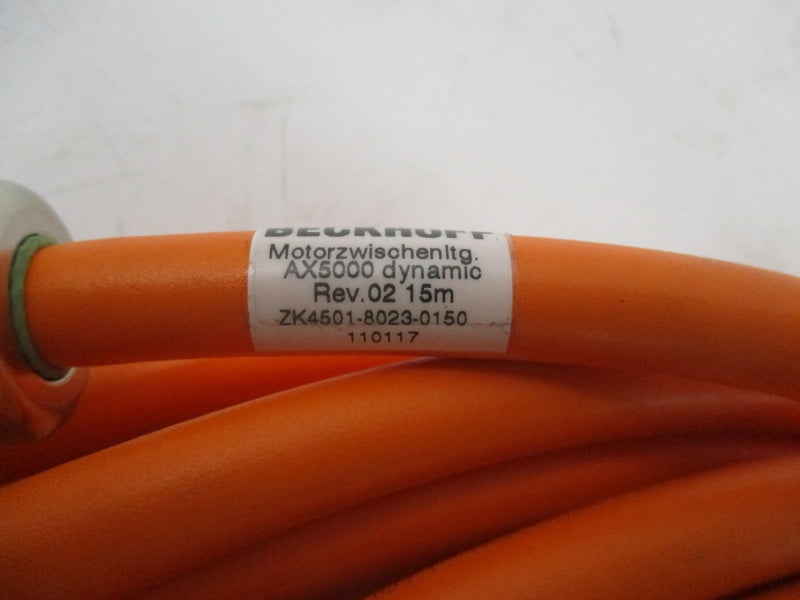 BECKHOFF
Motorzwischenltg.
AX5000 dynamic
Rev.02 15m
ZK4501-8023-0150
110117